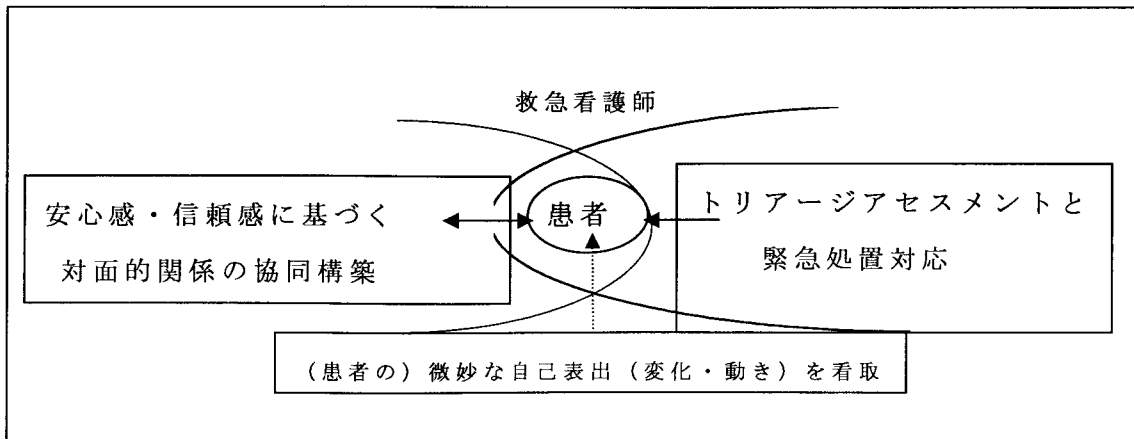 救急看護師
安心感・信頼感に基づく
対面的関係の協同構築
患者
トリアージアセスメントと
緊急処置対応
(患者の)微妙な自己表出(変化・動き)を看取